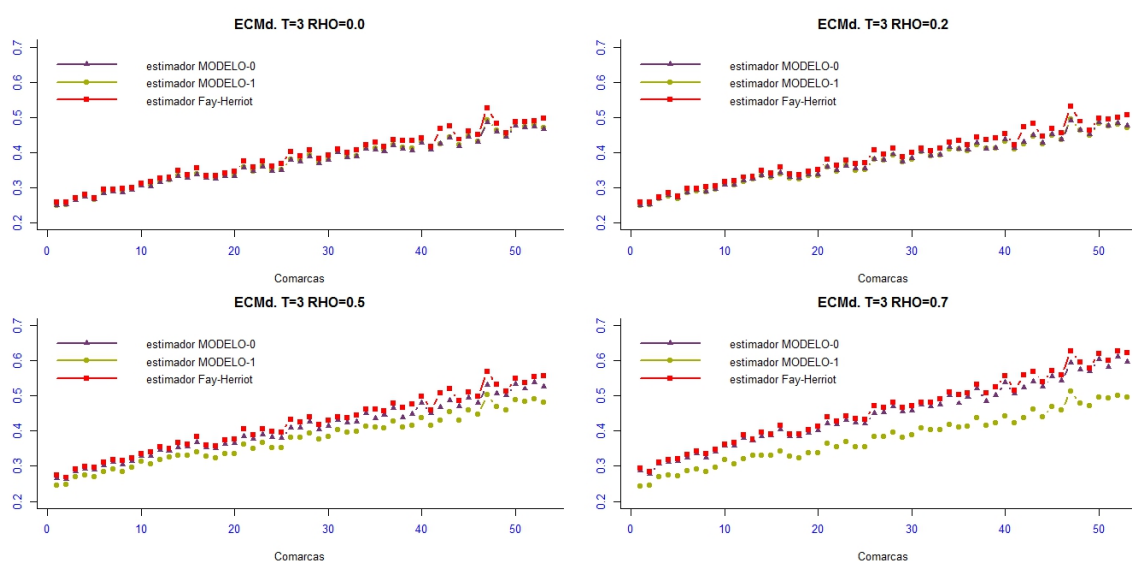 ECMd. T=3 RHO=0.0
0.7
0.6
0.5
0.4
0.3
0.2
estimador MODELO-0
estimador MODELO-1
estimador Fay-Herriot
0 10 20 30 40 50
Comarcas
ECMd. T=3 RHO=0.2
0.7
0.6
0.5
0.4
0.3
0.2
estimador MODELO-0
estimador MODELO-1
estimador Fay-Herriot
0 10 20 30 40 50
Comarcas
ECMd. T=3 RHO=0.5
0.7
0.6
0.5
0.4
0.3
0.2
estimador MODELO-0
estimador MODELO-1
estimador Fay-Herriot
0 10 20 30 40 50
Comarcas
ECMd. T=3 RHO=0.7
0.7
0.6
0.5
0.4
0.3
0.2
estimador MODELO-0
estimador MODELO-1
estimador Fay-Herriot
0 10 20 30 40 50
Comarcas